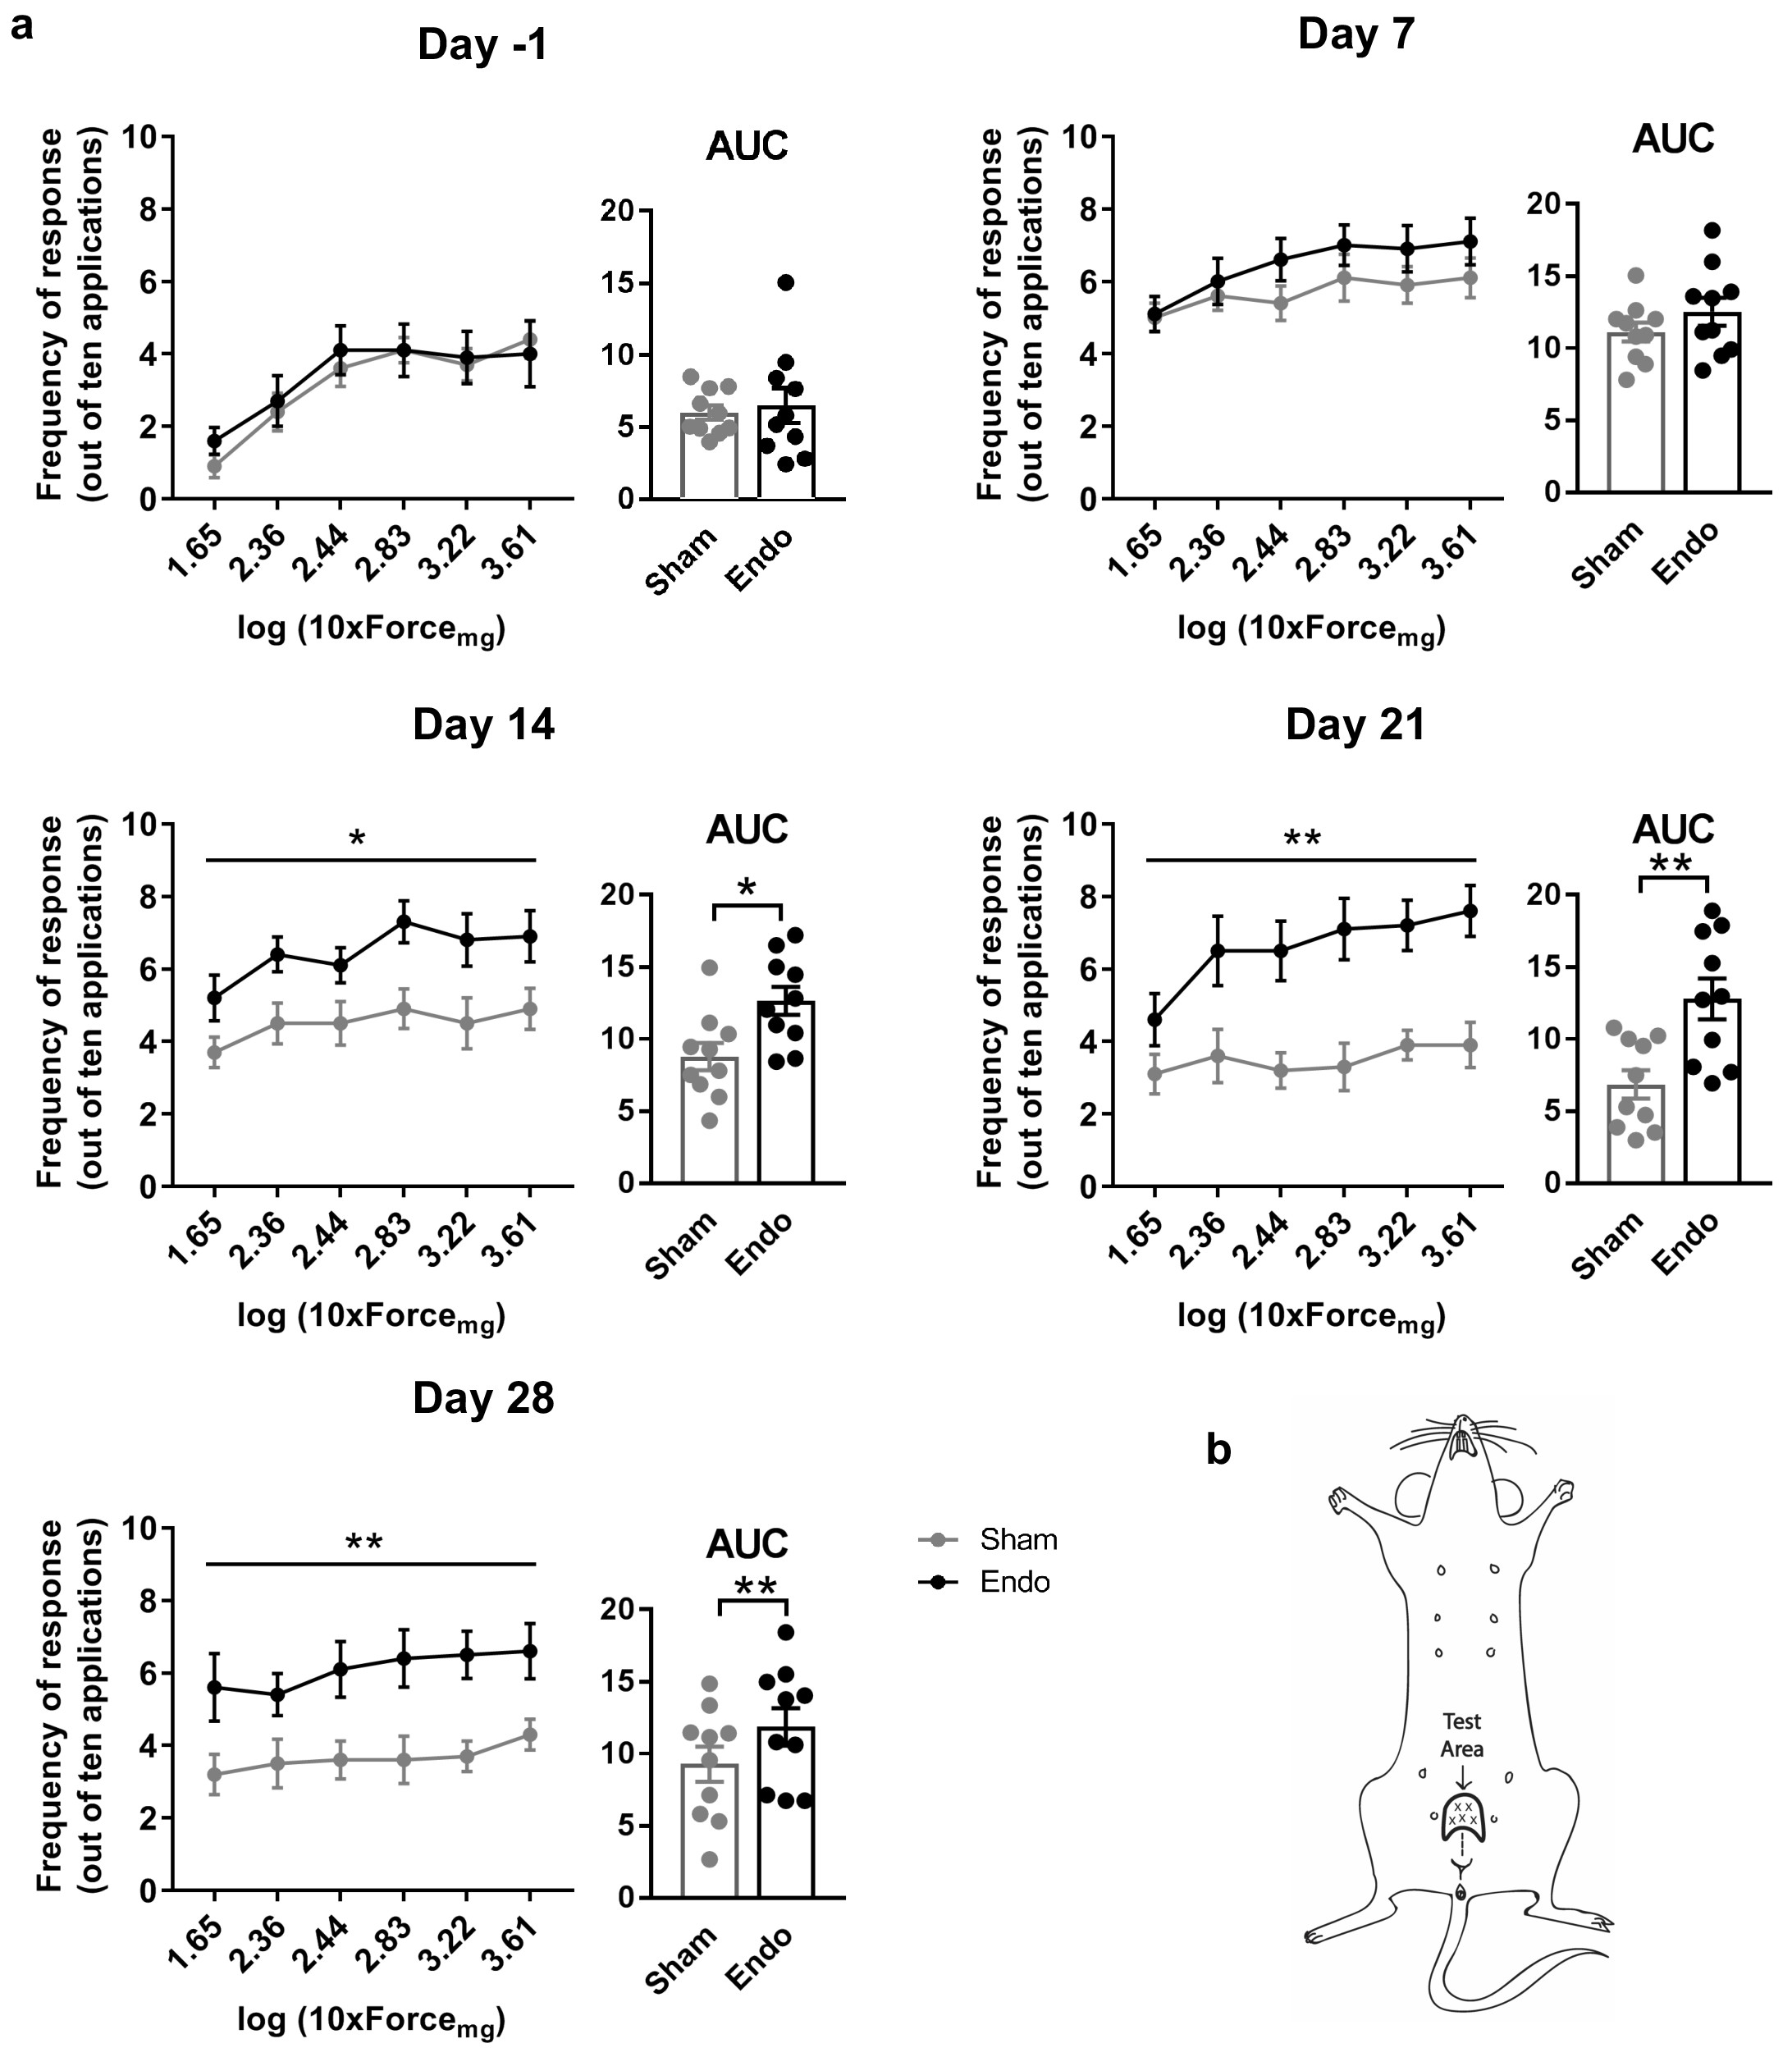 a
Day -1
Frequency of response
(out of ten applications)
10
8
6
4
2
0
1.65
2.36
2.44
2.83
3.22
3.61
log (10xForcemg)
AUC
20
15
10
5
0
Sham
Endo
Day 7
Frequency of response
(out of ten applications)
10
8
6
4
2
0
1.65
2.36
2.44
2.83
3.22
3.61
log (10xForcemg)
AUC
20
15
10
5
0
Sham
Endo
Day 14
Frequency of response
(out of ten applications)
10
8
6
4
2
0
*
1.65
2.36
2.44
2.83
3.22
3.61
log (10xForcemg)
AUC
*
20
15
10
5
0
Sham
Endo
Day 21
Frequency of response
(out of ten applications)
10
8
6
4
2
0
**
1.65
2.36
2.44
2.83
3.22
3.61
log (10xForcemg)
AUC
**
20
15
10
5
0
Sham
Endo
Day 28
Frequency of response
(out of ten applications)
10
8
6
4
2
0
**
1.65
2.36
2.44
2.83
3.22
3.61
log (10xForcemg)
AUC
**
20
15
10
5
0
Sham
Endo
Sham
Endo
b
Test
Area
x x
x x x